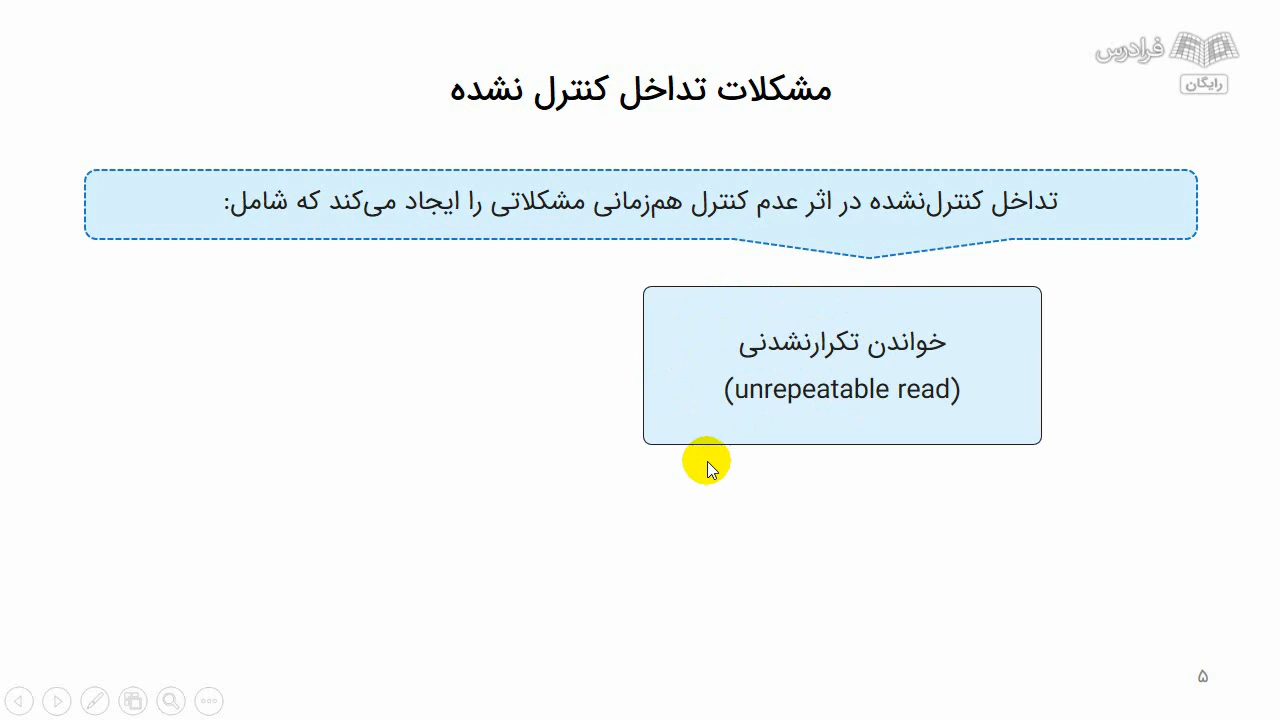 فرادرس
رایگان
مشکلات تداخل کنترل نشده
تداخل کنترل‌نشده در اثر عدم کنترل هم‌زمانی مشکلاتی را ایجاد می‌کند که شامل:
خواندن تکرارنشدنی
(unrepeatable read)
۵